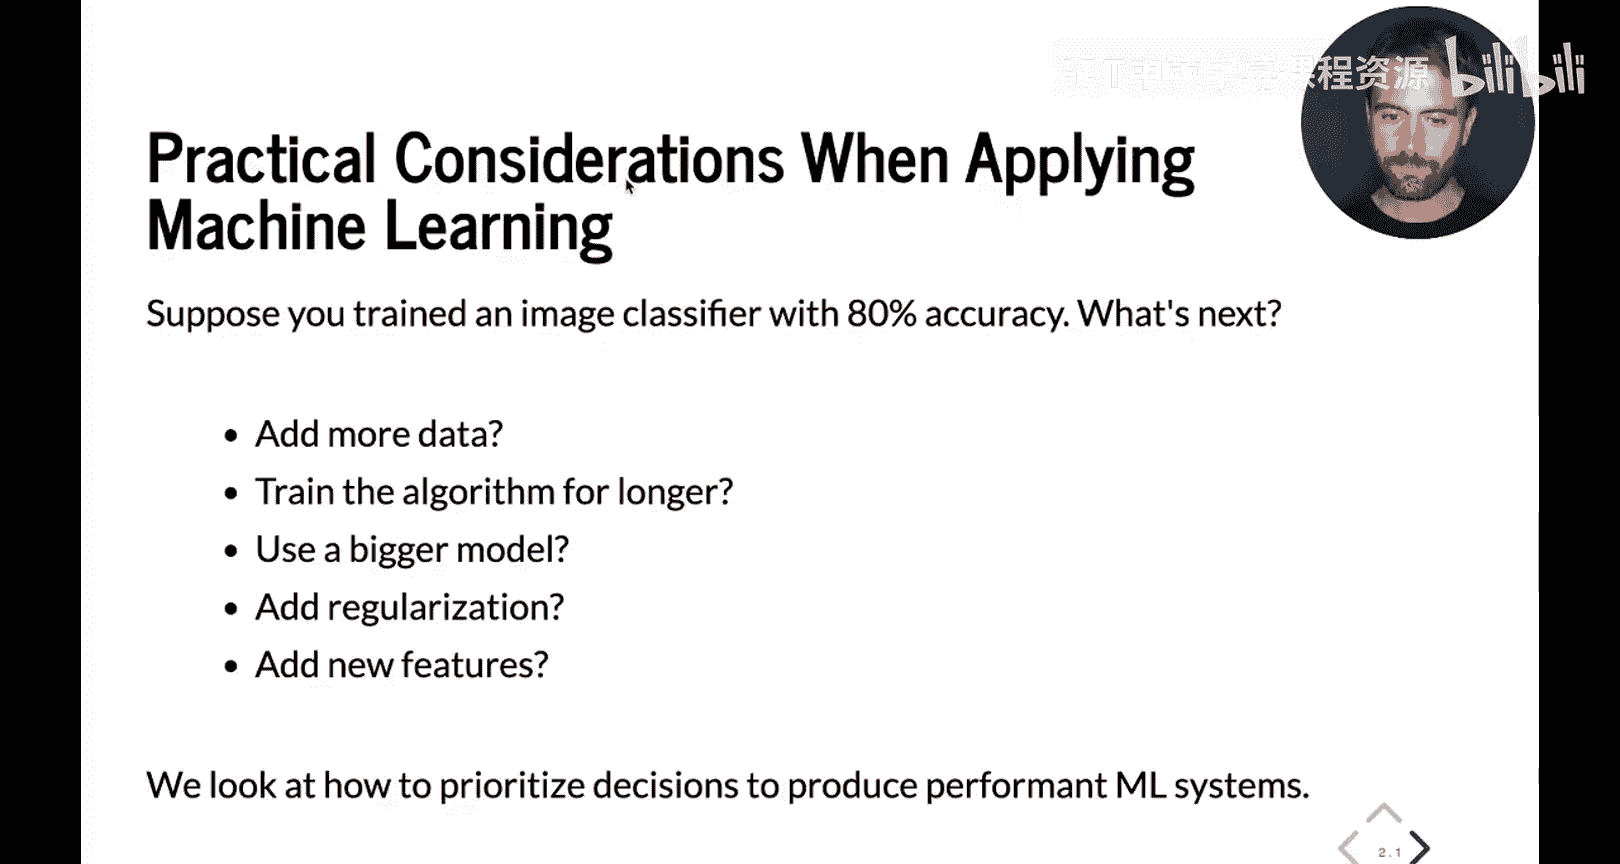 程资源 bilibili
Practical Considerations When Applying
Machine Learning
Suppose you trained an image classifier with 80% accuracy. What's next?
• Add more data?
• Train the algorithm for longer?
• Use a bigger model?
• Add regularization?
• Add new features?
We look at how to prioritize decisions to produce performant ML systems.
2.1